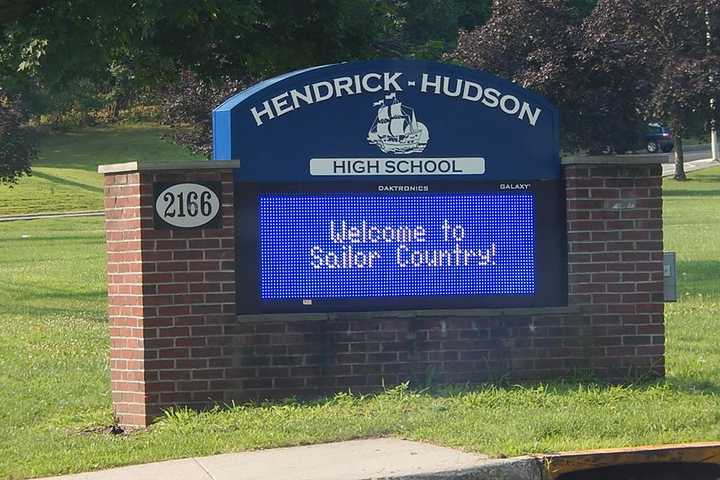 HENDRICK - HUDSON
HIGH SCHOOL
DAKTRONICS GALAXY
2166
Welcome to
Sailor Country!